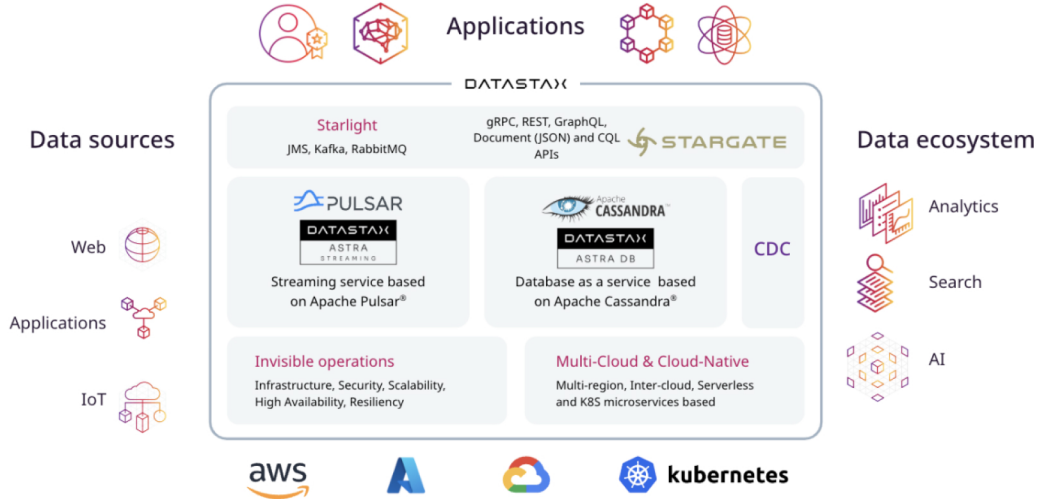 Applications
DATASTAX
Data sources
Web
Applications
IoT
Starlight
JMS, Kafka, RabbitMQ
gRPC, REST, GraphQL,
Document (JSON) and CQL
APIs
STARGATE
PULSAR
DATASTAX
ASTRA
STREAMING
Streaming service based
on Apache Pulsar®
Apache
CASSANDRA™
DATASTAX
ASTRA DB
Database as a service based
on Apache Cassandra®
CDC
Invisible operations
Infrastructure, Security, Scalability,
High Availability, Resiliency
Multi-Cloud & Cloud-Native
Multi-region, Inter-cloud, Serverless
and K8S microservices based
Data ecosystem
Analytics
Search
AI
aws
kubernetes